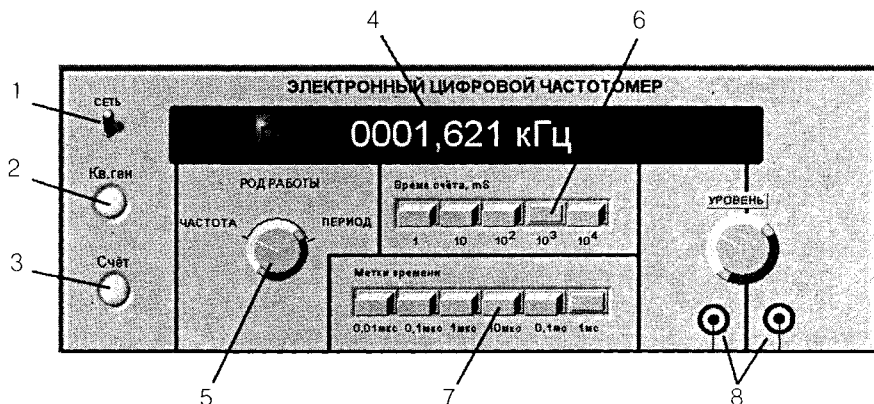 4 6
ЭЛЕКТРОННЫЙ ЦИФРОВОЙ ЧАСТОТОМЕР
1 СЕТЬ
0001,621 кГц
2 Кв.ген
РОД РАБОТЫ
Время счёта, mS
УРОВЕНЬ
ЧАСТОТА ПЕРИОД
1 10 10² 10³ 10⁴
3 Счёт
Метки времени
0,01мкс 0,1мкс 1мкс 10мкс 0,1мс 1мс
5 7 8